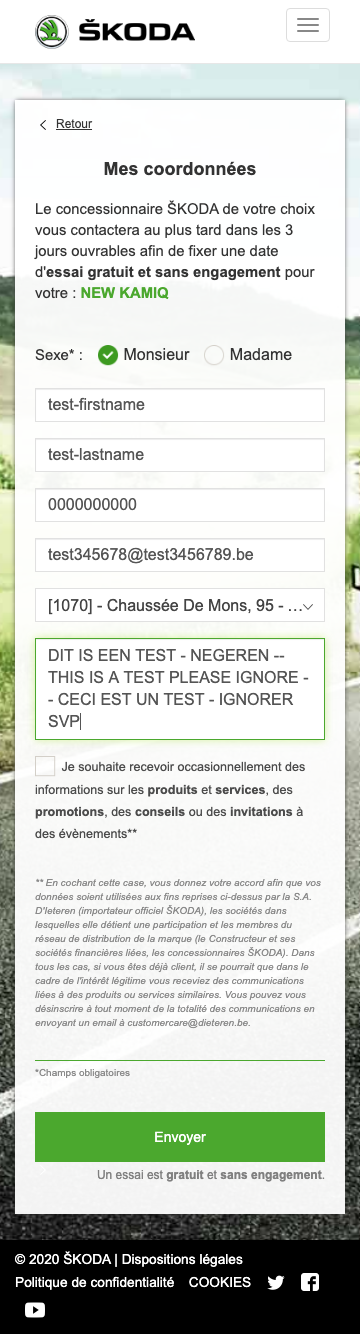 ŠKODA
Retour
Mes coordonnées
Le concessionnaire ŠKODA de votre choix
vous contactera au plus tard dans les 3
jours ouvrables afin de fixer une date
d'essai gratuit et sans engagement pour
votre : NEW KAMIQ
Sexe* : Monsieur Madame
test-firstname
test-lastname
0000000000
test345678@test3456789.be
[1070] - Chaussée De Mons, 95 - ...
DIT IS EEN TEST - NEGEREN --
THIS IS A TEST PLEASE IGNORE -
- CECI EST UN TEST - IGNORER
SVP
Je souhaite recevoir occasionnellement des
informations sur les produits et services, des
promotions, des conseils ou des invitations à
des évènements**
** En cochant cette case, vous donnez votre accord afin que vos
données soient utilisées aux fins reprises ci-dessus par la S.A.
D'Ieteren (importateur officiel ŠKODA), les sociétés dans
lesquelles elle détient une participation et les membres du
réseau de distribution de la marque (le Constructeur et ses
sociétés financières liées, les concessionnaires ŠKODA). Dans
tous les cas, si vous êtes déjà client, il se pourrait que dans le
cadre de l'intérêt légitime vous receviez des communications
liées à des produits ou services similaires. Vous pouvez vous
désinscrire à tout moment de la totalité des communications en
envoyant un email à customercare@dieteren.be.
*Champs obligatoires
Envoyer
Un essai est gratuit et sans engagement.
© 2020 ŠKODA | Dispositions légales
Politique de confidentialité COOKIES